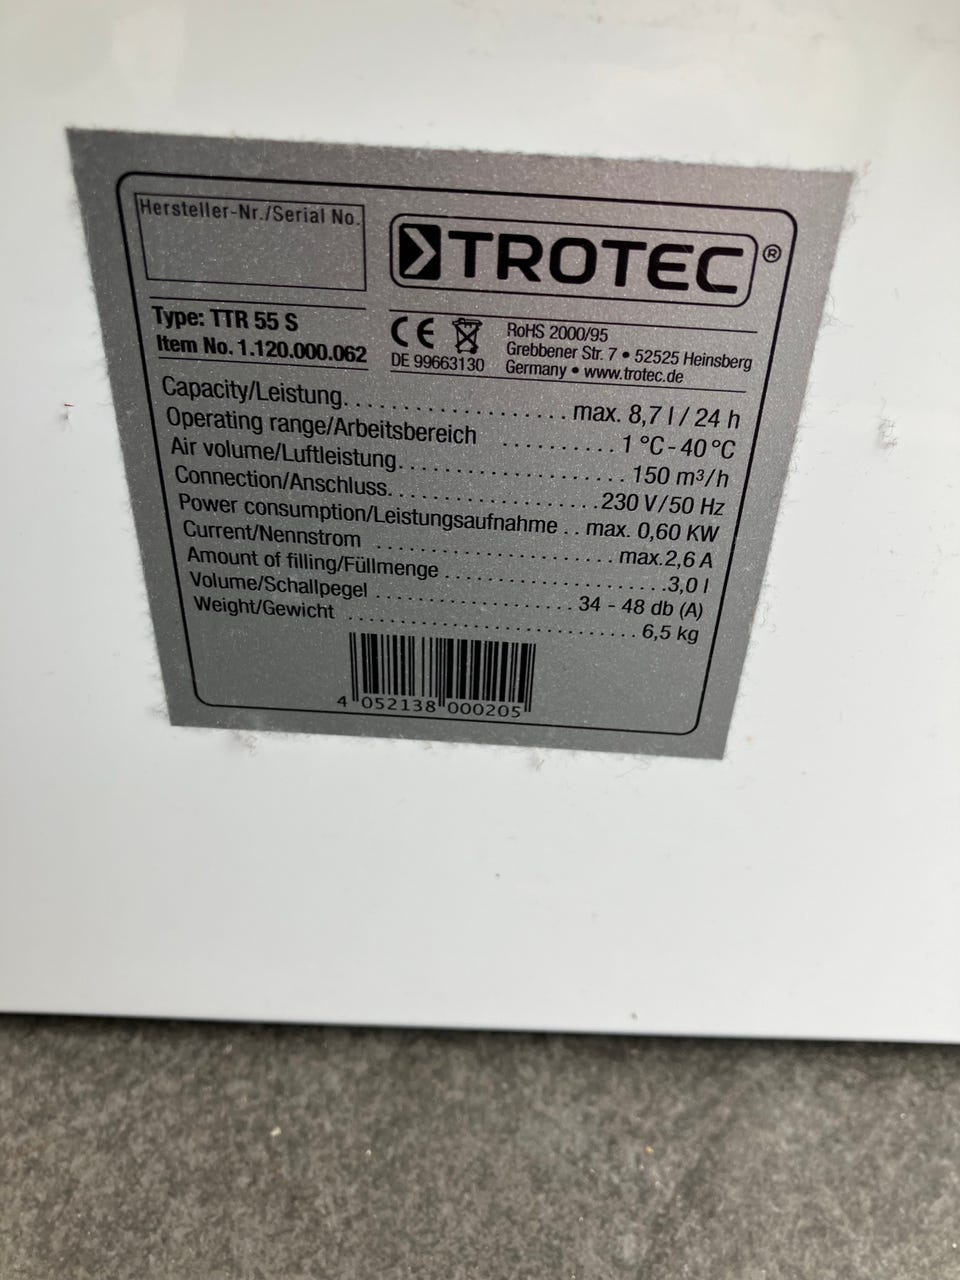 Hersteller-Nr./Serial No.
TROTEC®
Type: TTR 55 S
Item No. 1.120.000.062
CE
DE 99663130
RoHS 2000/95
Grebbener Str. 7 • 52525 Heinsberg
Germany • www.trotec.de
Capacity/Leistung. . . . . . . . . . . . . . . . . . . max. 8,7 l / 24 h
Operating range/Arbeitsbereich . . . . . . . . . . 1 °C - 40 °C
Air volume/Luftleistung. . . . . . . . . . . . . . . . . . . 150 m³/h
Connection/Anschluss. . . . . . . . . . . . . . . . . .230 V/50 Hz
Power consumption/Leistungsaufnahme . . max. 0,60 KW
Current/Nennstrom . . . . . . . . . . . . . . . . . . . . max.2,6 A
Amount of filling/Füllmenge . . . . . . . . . . . . . . . . . . .3,0 l
Volume/Schallpegel . . . . . . . . . . . . . . . . . 34 - 48 db (A)
Weight/Gewicht . . . . . . . . . . . . . . . . . . . . . . . . . 6,5 kg
4 052138 000205